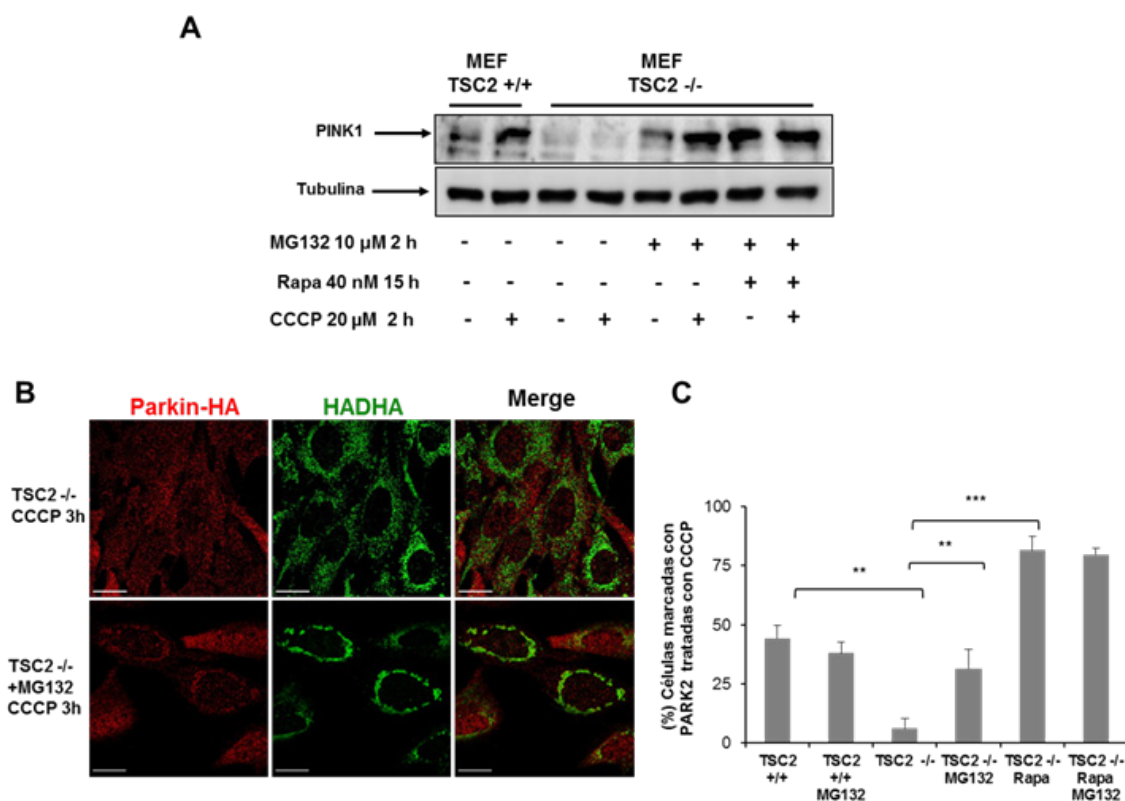 A
MEF
TSC2 +/+
MEF
TSC2 -/-
PINK1
Tubulina
MG132 10 µM 2 h - - - - + + + +
Rapa 40 nM 15 h - - - - - - + +
CCCP 20 µM 2 h - + - + - + - +
B
Parkin-HA HADHA Merge
TSC2 -/-
CCCP 3h
TSC2 -/-
+MG132
CCCP 3h
C
(%) Células marcadas con
PARK2 tratadas con CCCP
100
75
50
25
0
***
**
**
TSC2
+/+
TSC2
+/+
MG132
TSC2 -/-
TSC2 -/-
MG132
TSC2 -/-
Rapa
TSC2 -/-
Rapa
MG132